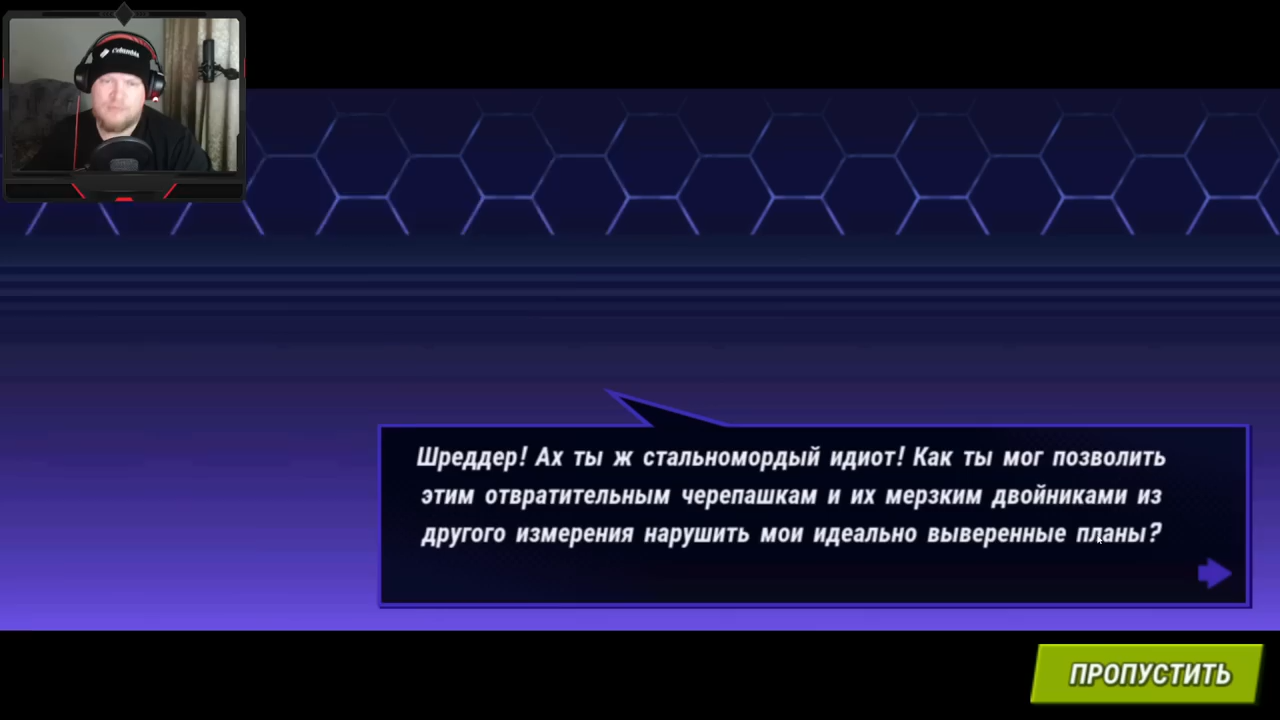 Columbia
Шреддер! Ах ты ж стальномордый идиот! Как ты мог позволить
этим отвратительным черепашкам и их мерзким двойниками из
другого измерения нарушить мои идеально выверенные планы?
ПРОПУСТИТЬ